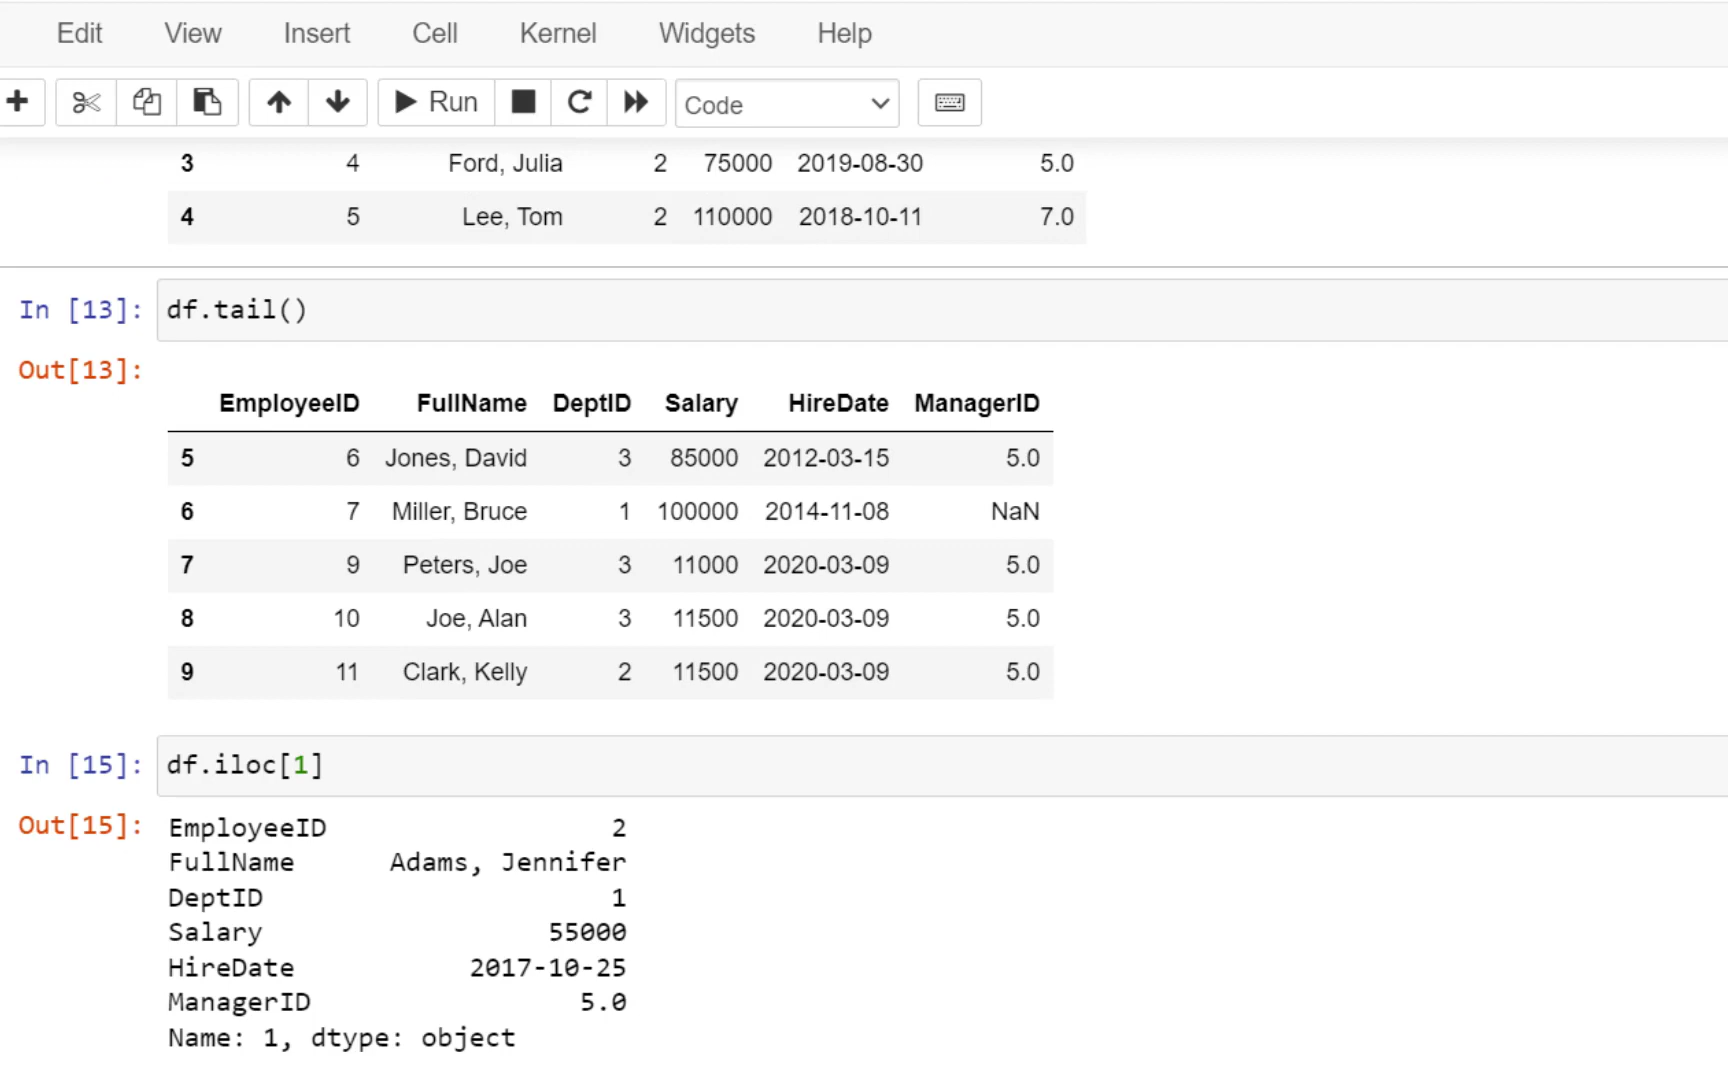 Edit View Insert Cell Kernel Widgets Help
Run Code
3 4 Ford, Julia 2 75000 2019-08-30 5.0
4 5 Lee, Tom 2 110000 2018-10-11 7.0
In [13]: df.tail()
Out[13]:
EmployeeID FullName DeptID Salary HireDate ManagerID
5 6 Jones, David 3 85000 2012-03-15 5.0
6 7 Miller, Bruce 1 100000 2014-11-08 NaN
7 9 Peters, Joe 3 11000 2020-03-09 5.0
8 10 Joe, Alan 3 11500 2020-03-09 5.0
9 11 Clark, Kelly 2 11500 2020-03-09 5.0
In [15]: df.iloc[1]
Out[15]: EmployeeID 2
FullName Adams, Jennifer
DeptID 1
Salary 55000
HireDate 2017-10-25
ManagerID 5.0
Name: 1, dtype: object